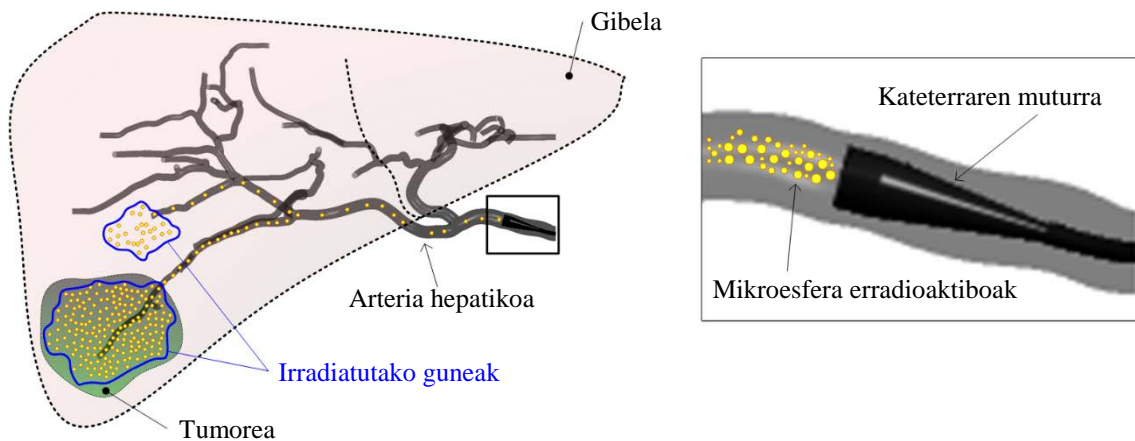 Gibela
Kateterraren muturra
Arteria hepatikoa
Mikroesfera erradioaktiboak
Irradiatutako guneak
Tumorea